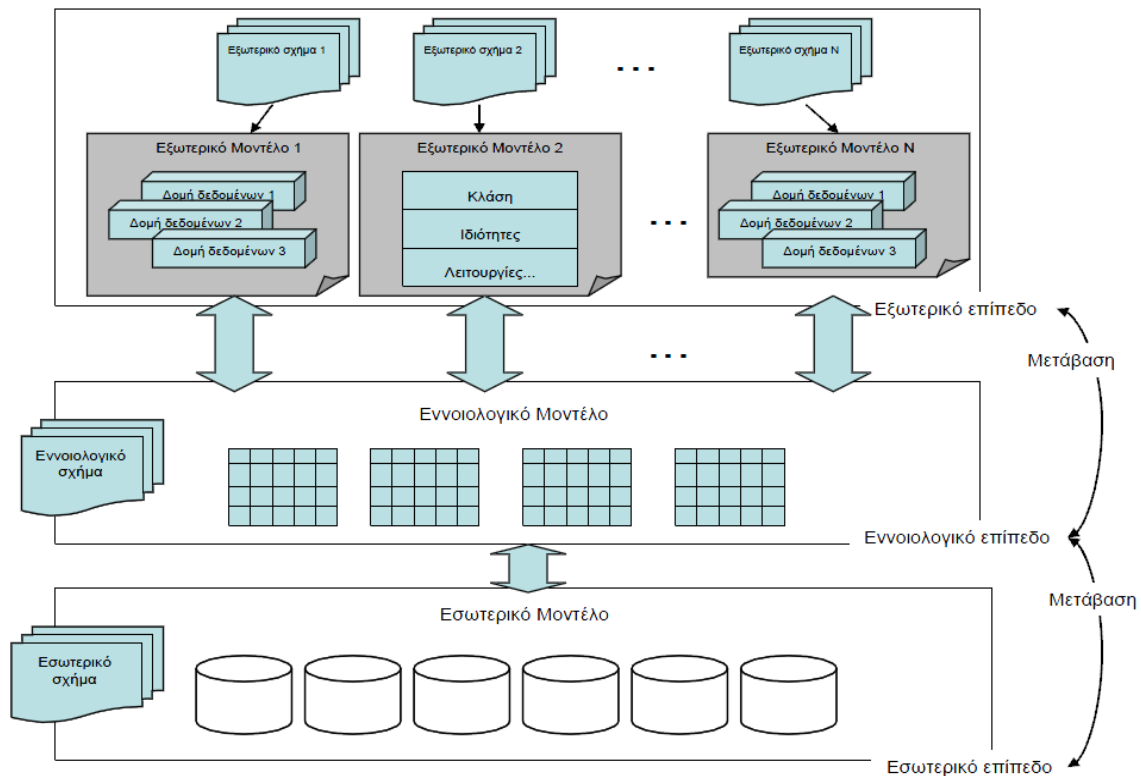 Εξωτερικό σχήμα 1
Εξωτερικό σχήμα 2
. . .
Εξωτερικό σχήμα Ν
Εξωτερικό Μοντέλο 1
Δομή δεδομένων 1
Δομή δεδομένων 2
Δομή δεδομένων 3
Εξωτερικό Μοντέλο 2
Κλάση
Ιδιότητες
Λειτουργίες...
. . .
Εξωτερικό Μοντέλο Ν
Δομή δεδομένων 1
Δομή δεδομένων 2
Δομή δεδομένων 3
Εξωτερικό επίπεδο
Μετάβαση
. . .
Εννοιολογικό Μοντέλο
Εννοιολογικό
σχήμα
Εννοιολογικό επίπεδο
Μετάβαση
Εσωτερικό Μοντέλο
Εσωτερικό
σχήμα
Εσωτερικό επίπεδο